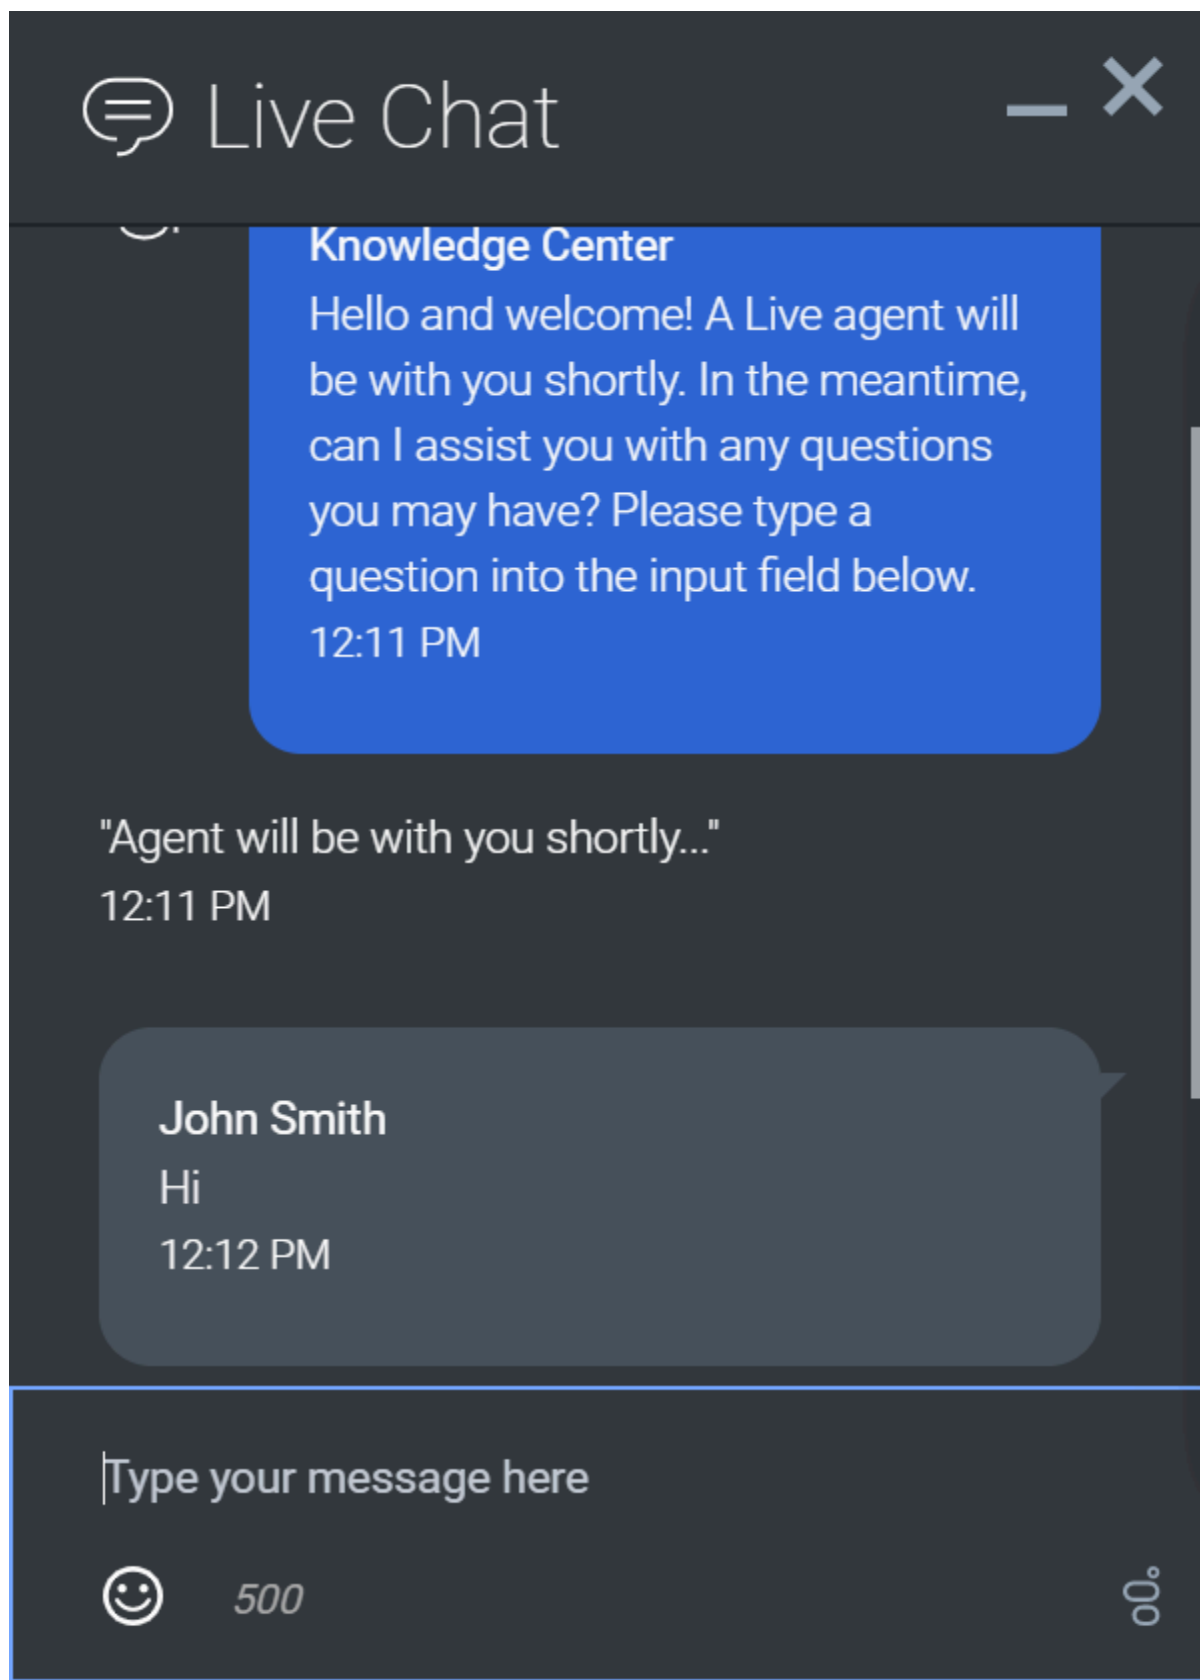 Live Chat
Knowledge Center
Hello and welcome! A Live agent will
be with you shortly. In the meantime,
can I assist you with any questions
you may have? Please type a
question into the input field below.
12:11 PM
"Agent will be with you shortly..."
12:11 PM
John Smith
Hi
12:12 PM
Type your message here
500